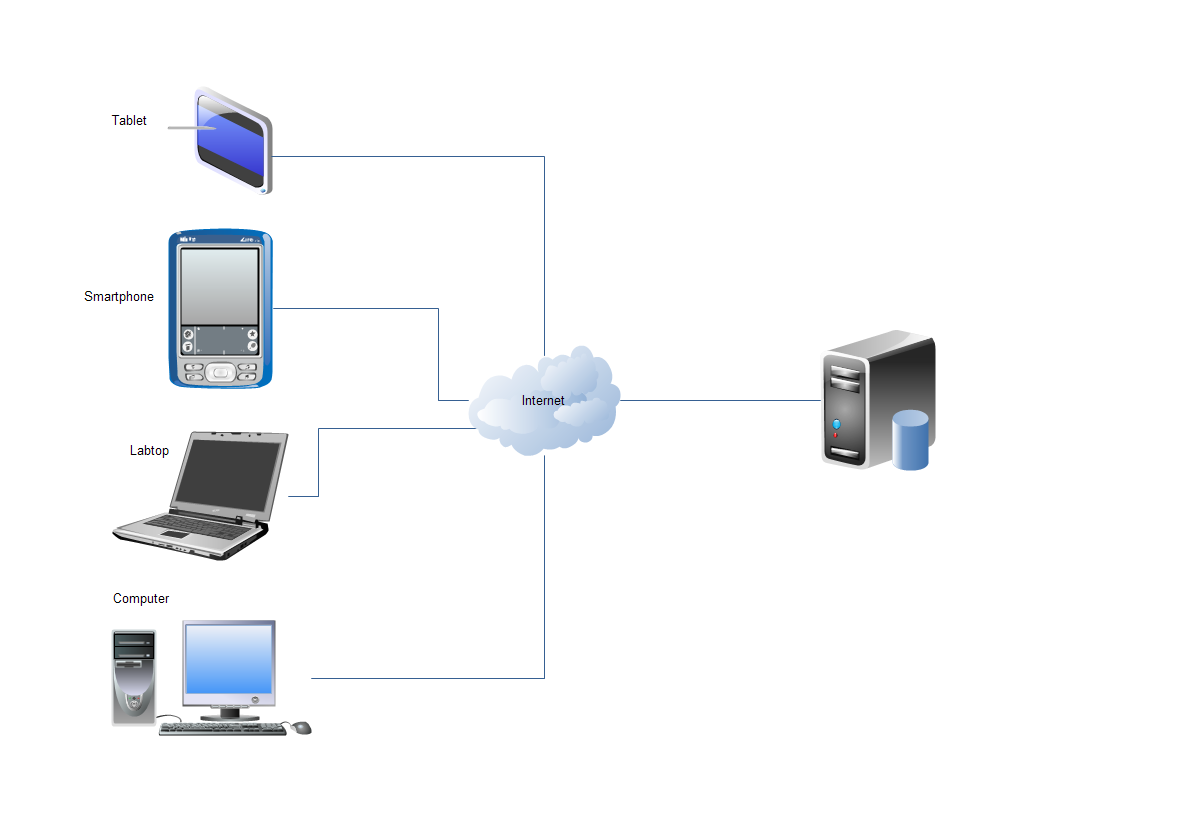 Tablet
Smartphone
Internet
Labtop
Computer